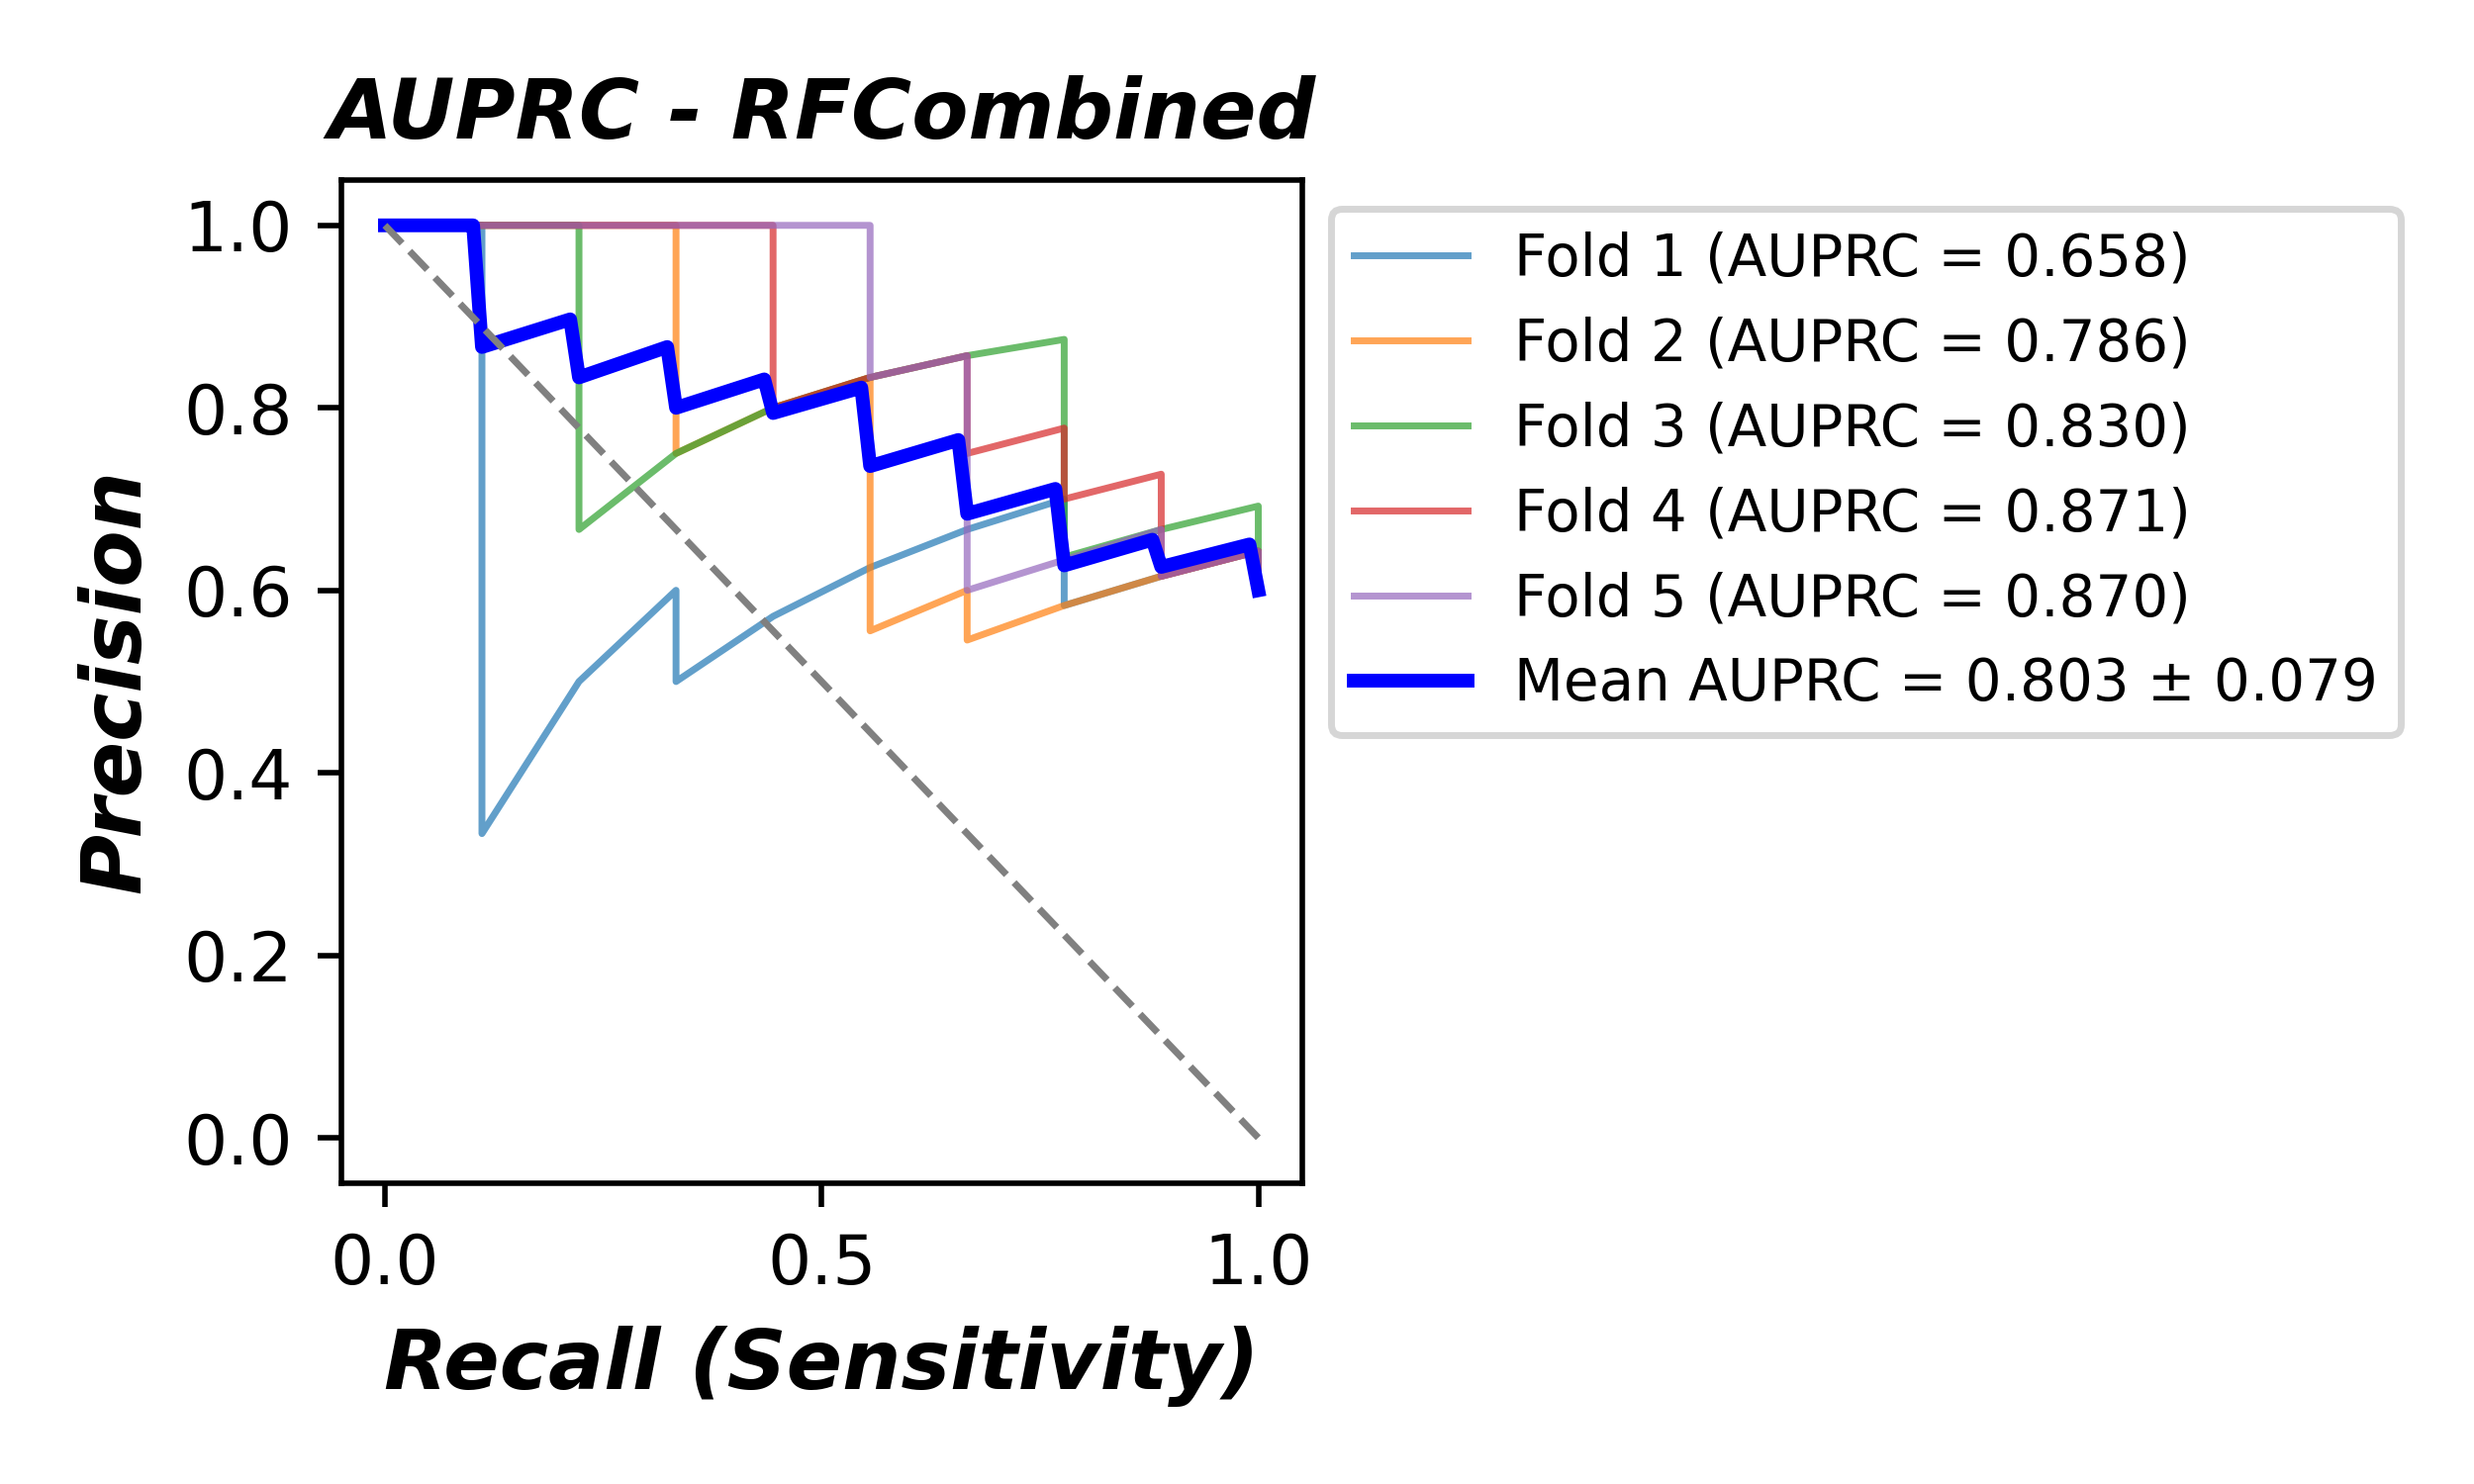 AUPRC - RFCombined
Precision
1.0
0.8
0.6
0.4
0.2
0.0
0.0 0.5 1.0
Recall (Sensitivity)
Fold 1 (AUPRC = 0.658)
Fold 2 (AUPRC = 0.786)
Fold 3 (AUPRC = 0.830)
Fold 4 (AUPRC = 0.871)
Fold 5 (AUPRC = 0.870)
Mean AUPRC = 0.803 ± 0.079